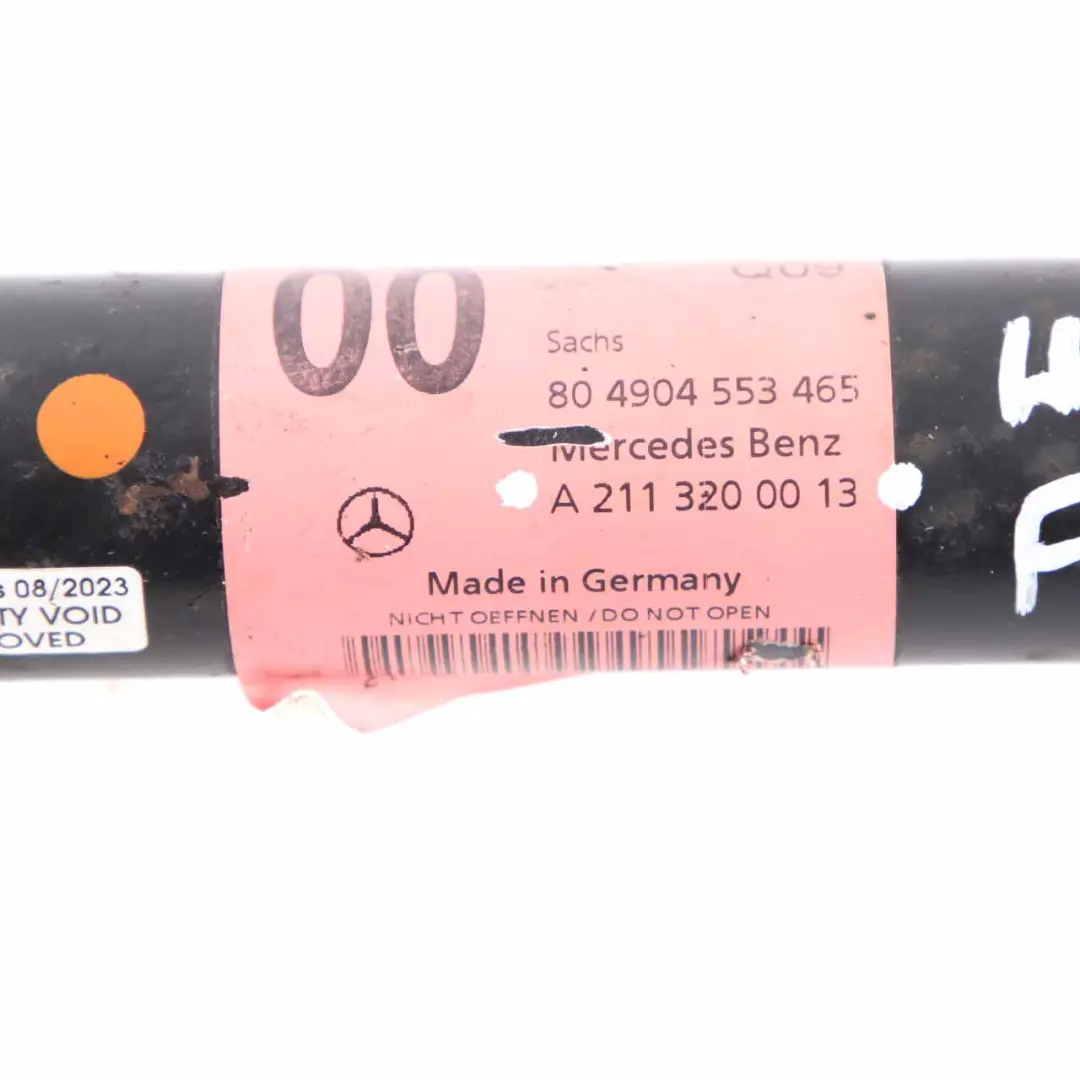 00
Q09
Sachs
80 4904 553 465
Mercedes Benz
A 211 320 00 13
Made in Germany
NICHT OEFFNEN / DO NOT OPEN
s 08/2023
TY VOID
OVED